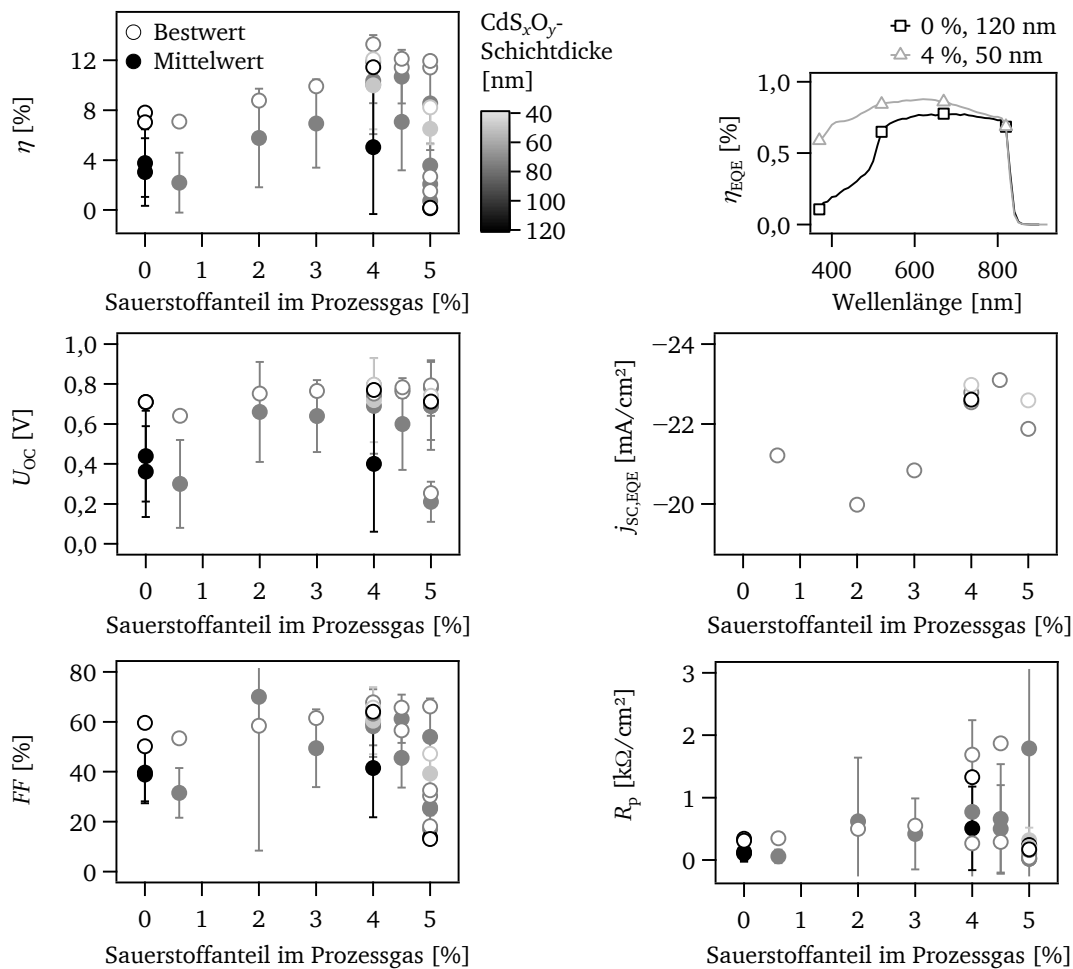 Bestwert
Mittelwert
12
8
4
0
η [%]
0 1 2 3 4 5
Sauerstoffanteil im Prozessgas [%]
CdSxOy-
Schichtdicke
[nm]
40
60
80
100
120
0 %, 120 nm
4 %, 50 nm
1,0
0,5
0,0
ηEQE [%]
400 600 800
Wellenlänge [nm]
1,0
0,8
0,6
0,4
0,2
0,0
UOC [V]
0 1 2 3 4 5
Sauerstoffanteil im Prozessgas [%]
−24
−22
−20
jSC,EQE [mA/cm²]
0 1 2 3 4 5
Sauerstoffanteil im Prozessgas [%]
80
60
40
20
0
FF [%]
0 1 2 3 4 5
Sauerstoffanteil im Prozessgas [%]
3
2
1
0
Rp [kΩ/cm²]
0 1 2 3 4 5
Sauerstoffanteil im Prozessgas [%]